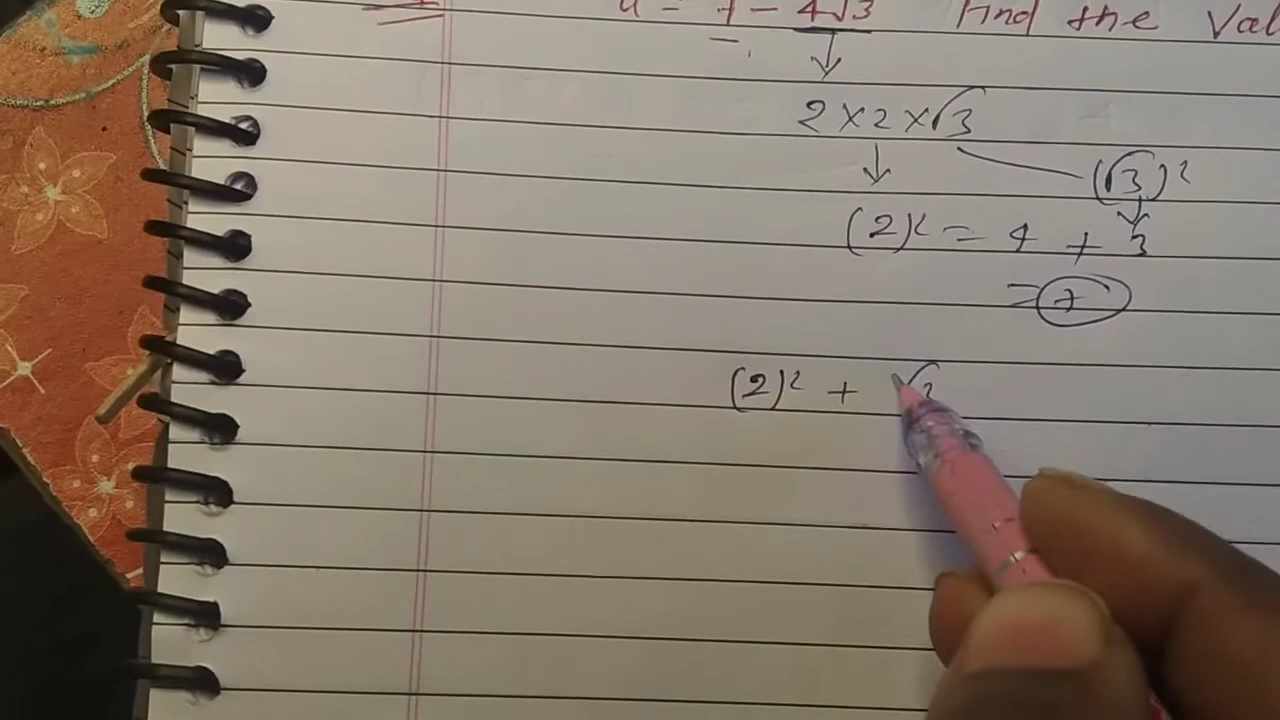 = 7 - 4√3 Find the Val
2 × 2 × √3
(√3)²
(2)² = 4 + 3
= 7
(2)² + √3